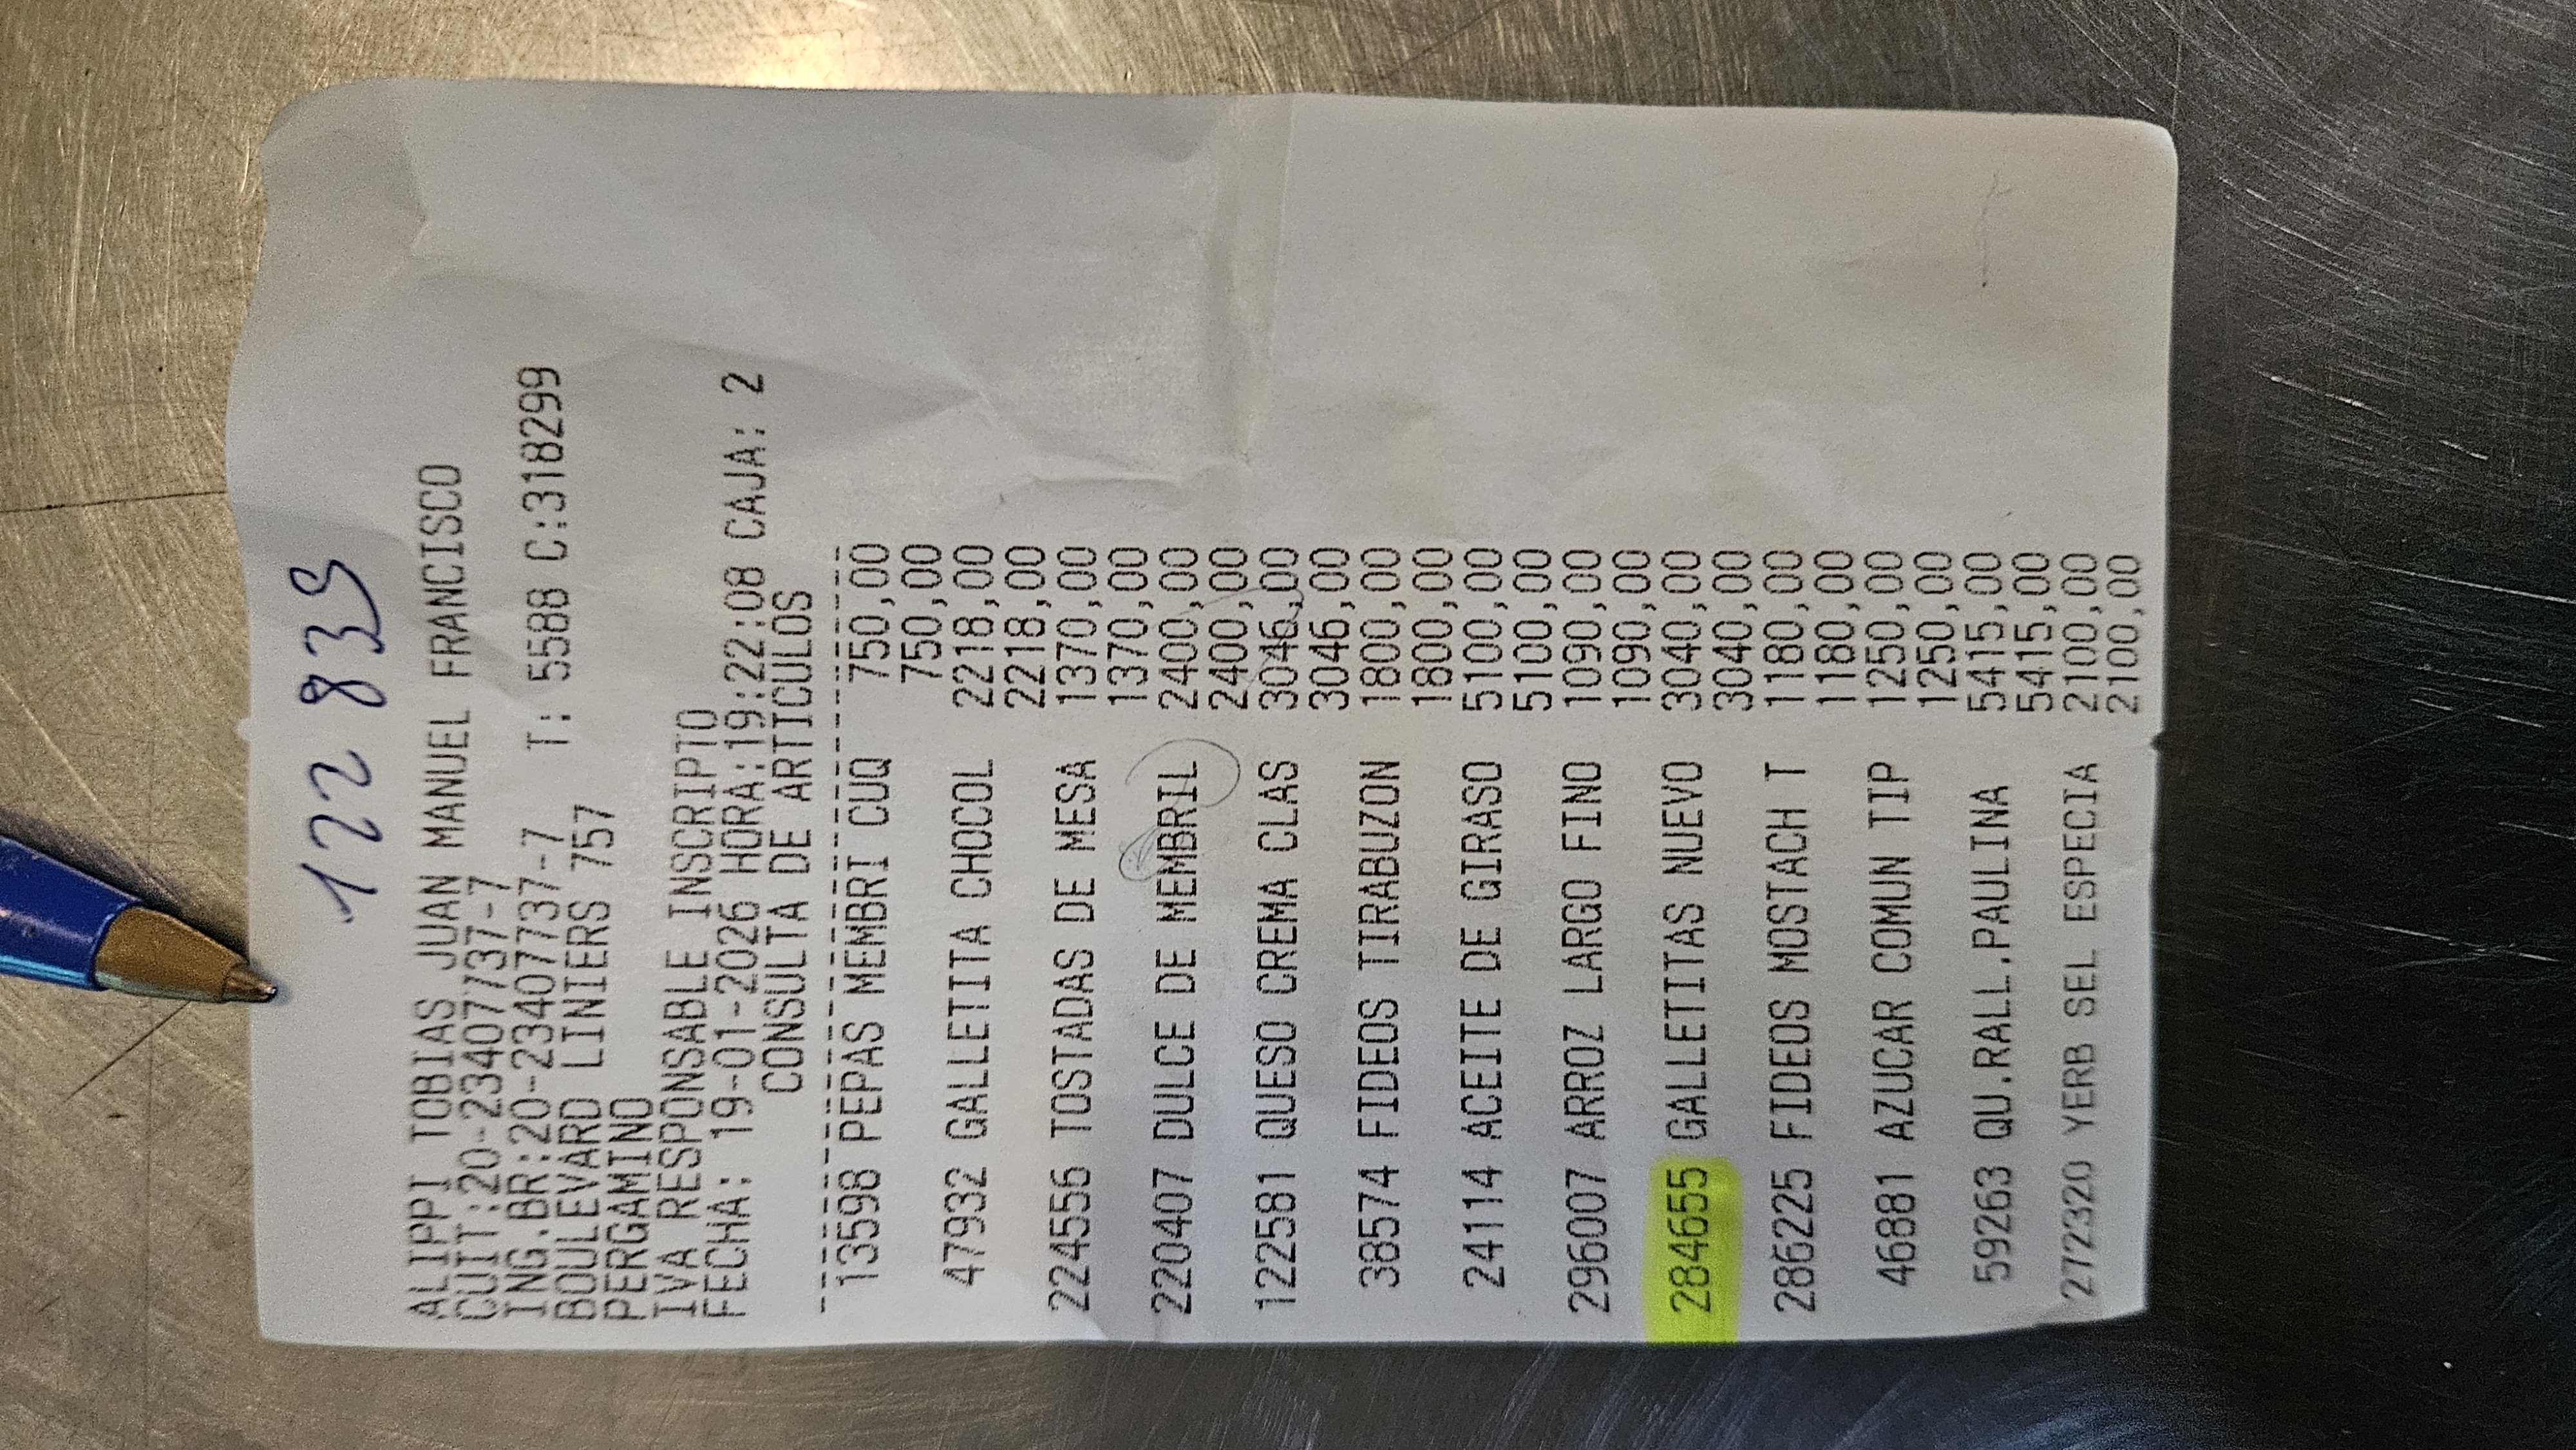 122 839
ALIPPI TOBIAS JUAN MANUEL FRANCISCO
CUIT:20-23407737-7
ING.BR:20-23407737-7 T: 5588 C:318299
BOULEVARD LINIERS 757
PERGAMINO
IVA RESPONSABLE INSCRIPTO
FECHA: 19-01-2026 HORA:19:22:08 CAJA: 2
CONSULTA DE ARTICULOS
13598 PEPAS MEMBRI CUQ 750,00
750,00
47932 GALLETITA CHOCOL 2218,00
2218,00
224556 TOSTADAS DE MESA 1370,00
1370,00
220407 DULCE DE MEMBRIL 2400,00
2400,00
122581 QUESO CREMA CLAS 3046,00
3046,00
38574 FIDEOS TIRABUZON 1800,00
1800,00
24114 ACEITE DE GIRASO 5100,00
5100,00
296007 ARROZ LARGO FINO 1090,00
1090,00
284655 GALLETITAS NUEVO 3040,00
3040,00
286225 FIDEOS MOSTACH T 1180,00
1180,00
46881 AZUCAR COMUN TIP 1250,00
1250,00
59263 QU.RALL.PAULINA 5415,00
5415,00
272320 YERB SEL ESPECIA 2100,00
2100,00